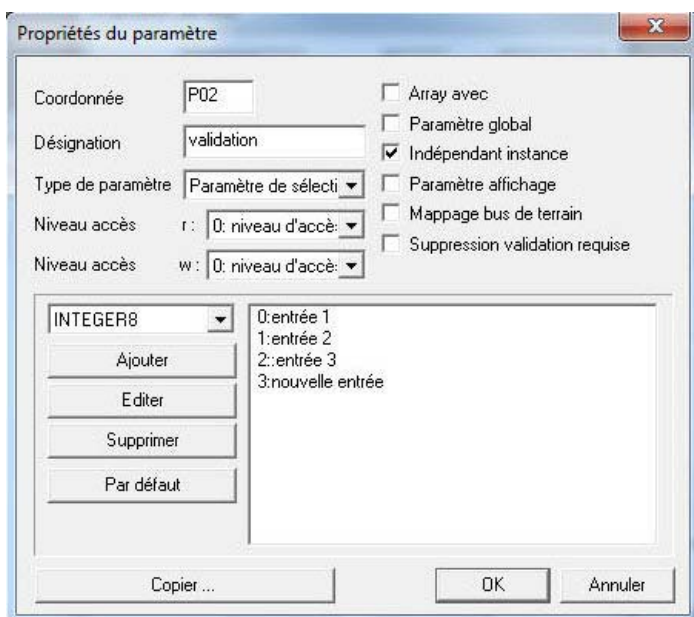 Propriétés du paramètre
Coordonnée P02
Désignation validation
Type de paramètre Paramètre de sélecti
Niveau accès r : 0: niveau d'accè:
Niveau accès w : 0: niveau d'accè:
Array avec
Paramètre global
Indépendant instance
Paramètre affichage
Mappage bus de terrain
Suppression validation requise
INTEGER8
Ajouter
Editer
Supprimer
Par défaut
0:entrée 1
1:entrée 2
2::entrée 3
3:nouvelle entrée
Copier ...
OK
Annuler